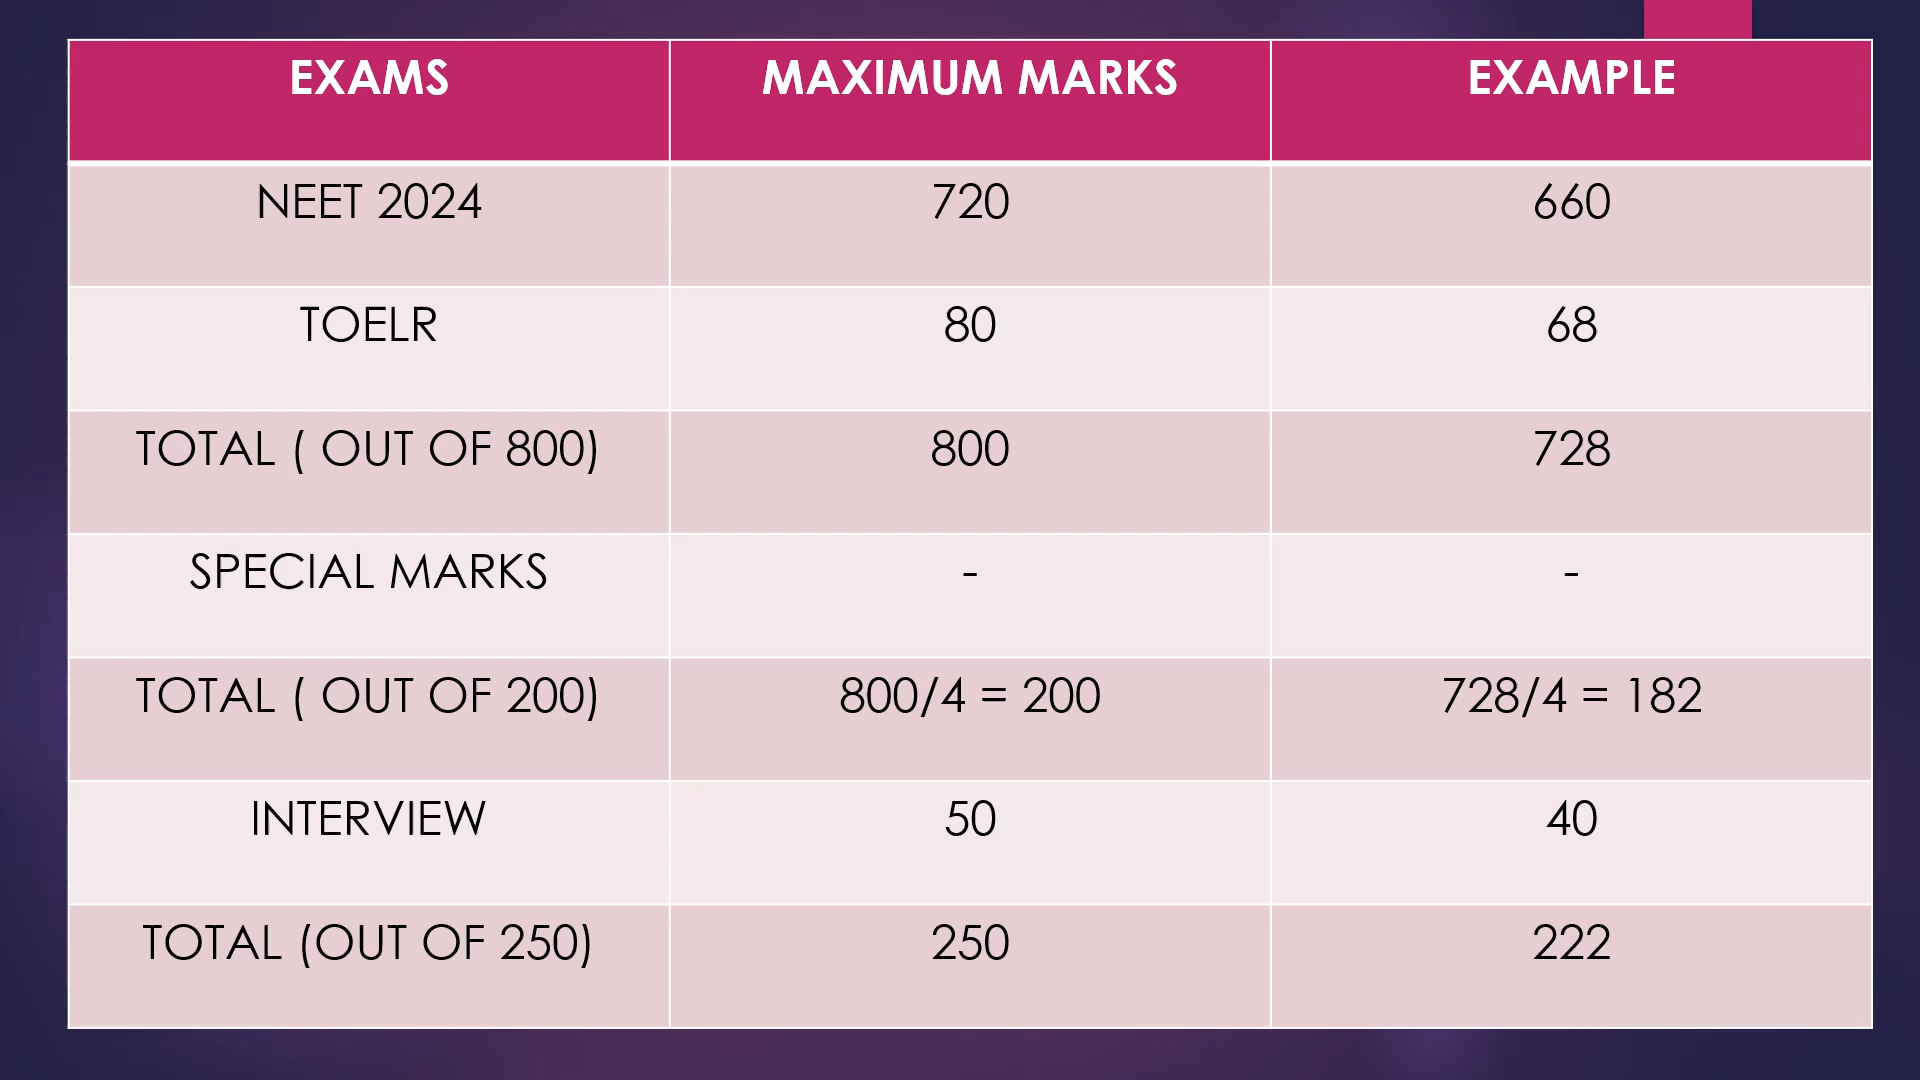 EXAMS MAXIMUM MARKS EXAMPLE
NEET 2024 720 660
TOELR 80 68
TOTAL ( OUT OF 800) 800 728
SPECIAL MARKS - -
TOTAL ( OUT OF 200) 800/4 = 200 728/4 = 182
INTERVIEW 50 40
TOTAL (OUT OF 250) 250 222